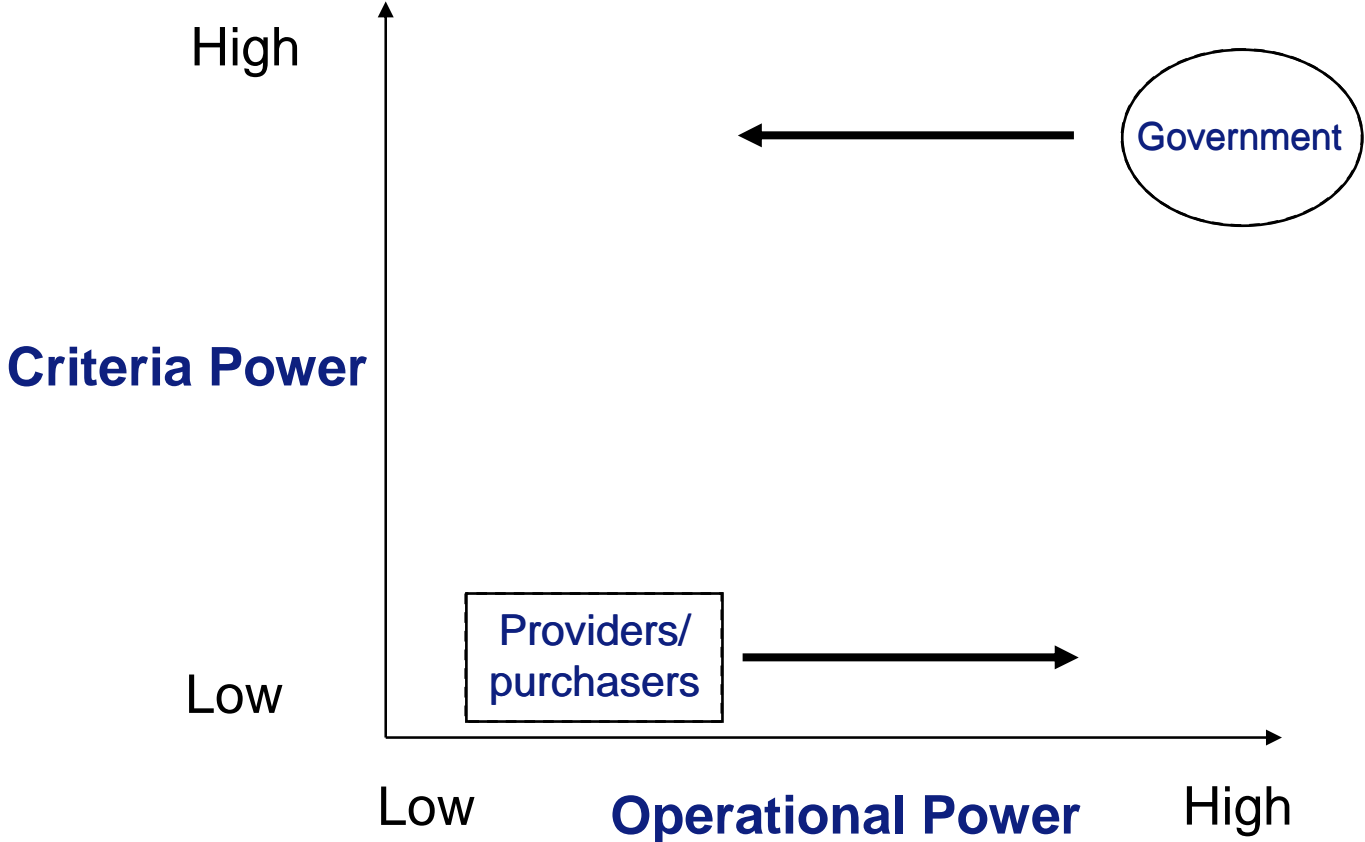 High
Government
Criteria Power
Providers/
purchasers
Low
Low
Operational Power
High